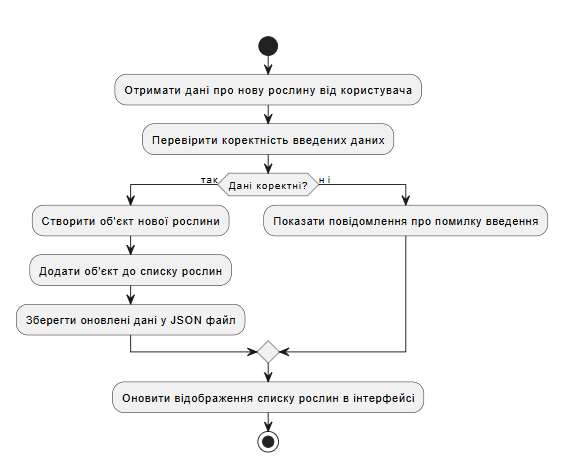 Отримати дані про нову рослину від користувача
Перевірити коректність введених даних
так
Дані коректні?
ні
Створити об'єкт нової рослини
Показати повідомлення про помилку введення
Додати об'єкт до списку рослин
Зберегти оновлені дані у JSON файл
Оновити відображення списку рослин в інтерфейсі